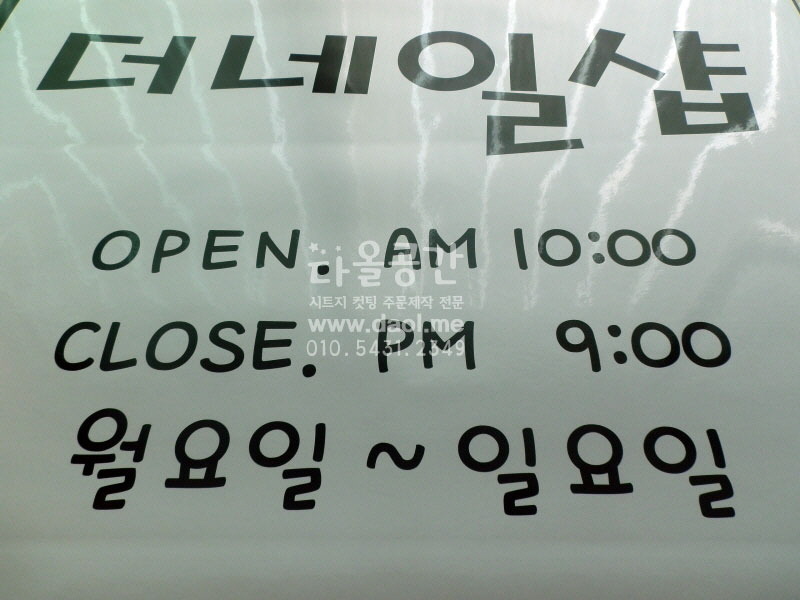 더네일샵
OPEN. AM 10:00
다올공간
시트지 컷팅 주문제작 전문
www.daol.me
CLOSE. PM 9:00
010.5431.2349
월요일~일요일